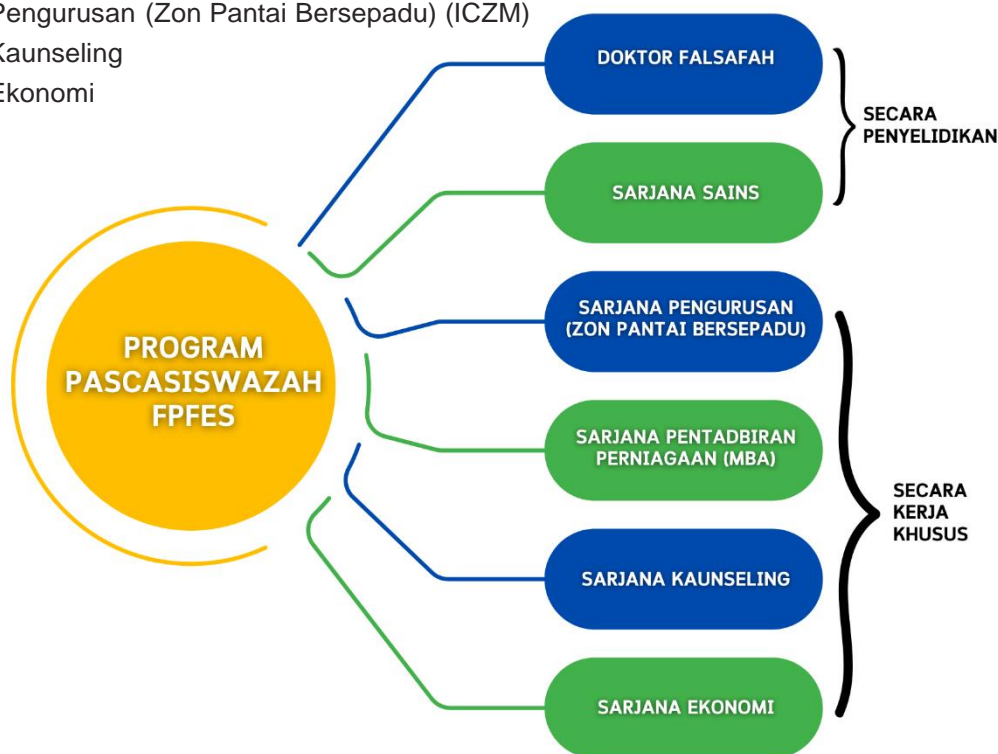 Pengurusan (Zon Pantai Bersepadu) (ICZM)
Kaunseling
Ekonomi
DOKTOR FALSAFAH
SECARA
PENYELIDIKAN
SARJANA SAINS
PROGRAM
PASCASISWAZAH
FPFES
SARJANA PENGURUSAN
(ZON PANTAI BERSEPADU)
SARJANA PENTADBIRAN
PERNIAGAAN (MBA)
SECARA
KERJA
KHUSUS
SARJANA KAUNSELING
SARJANA EKONOMI